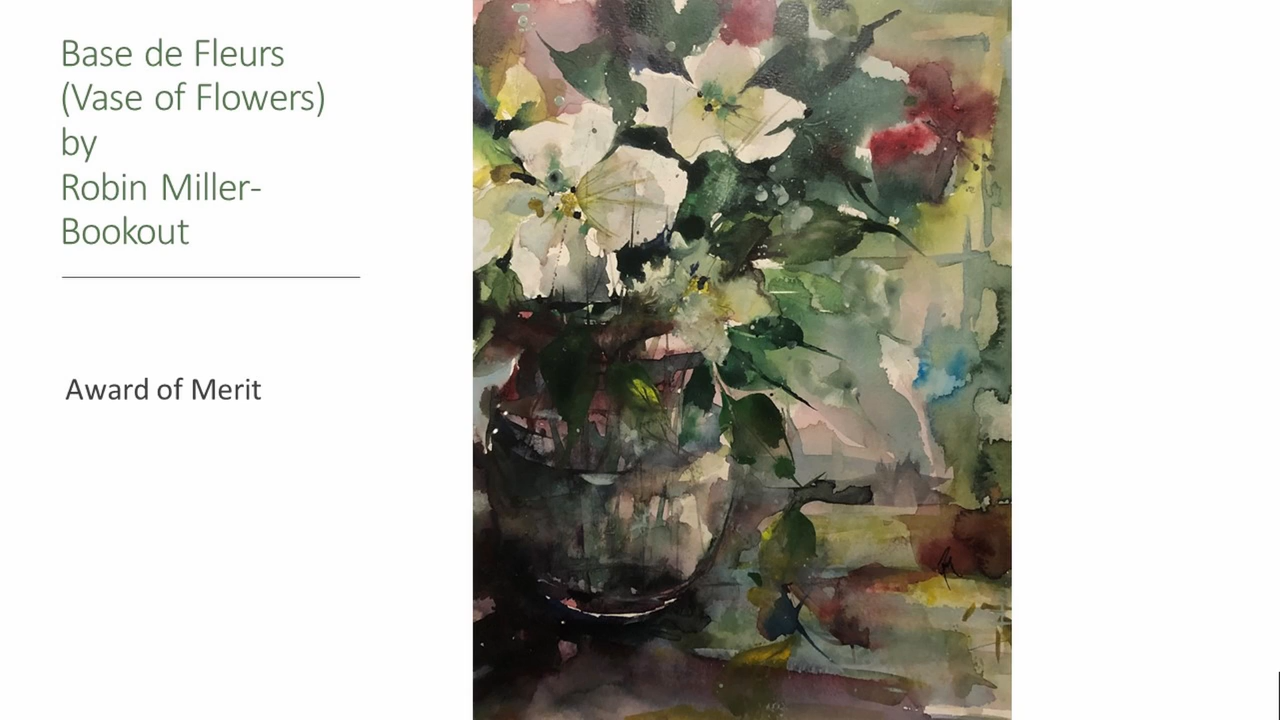 Base de Fleurs
(Vase of Flowers)
by
Robin Miller-
Bookout
Award of Merit